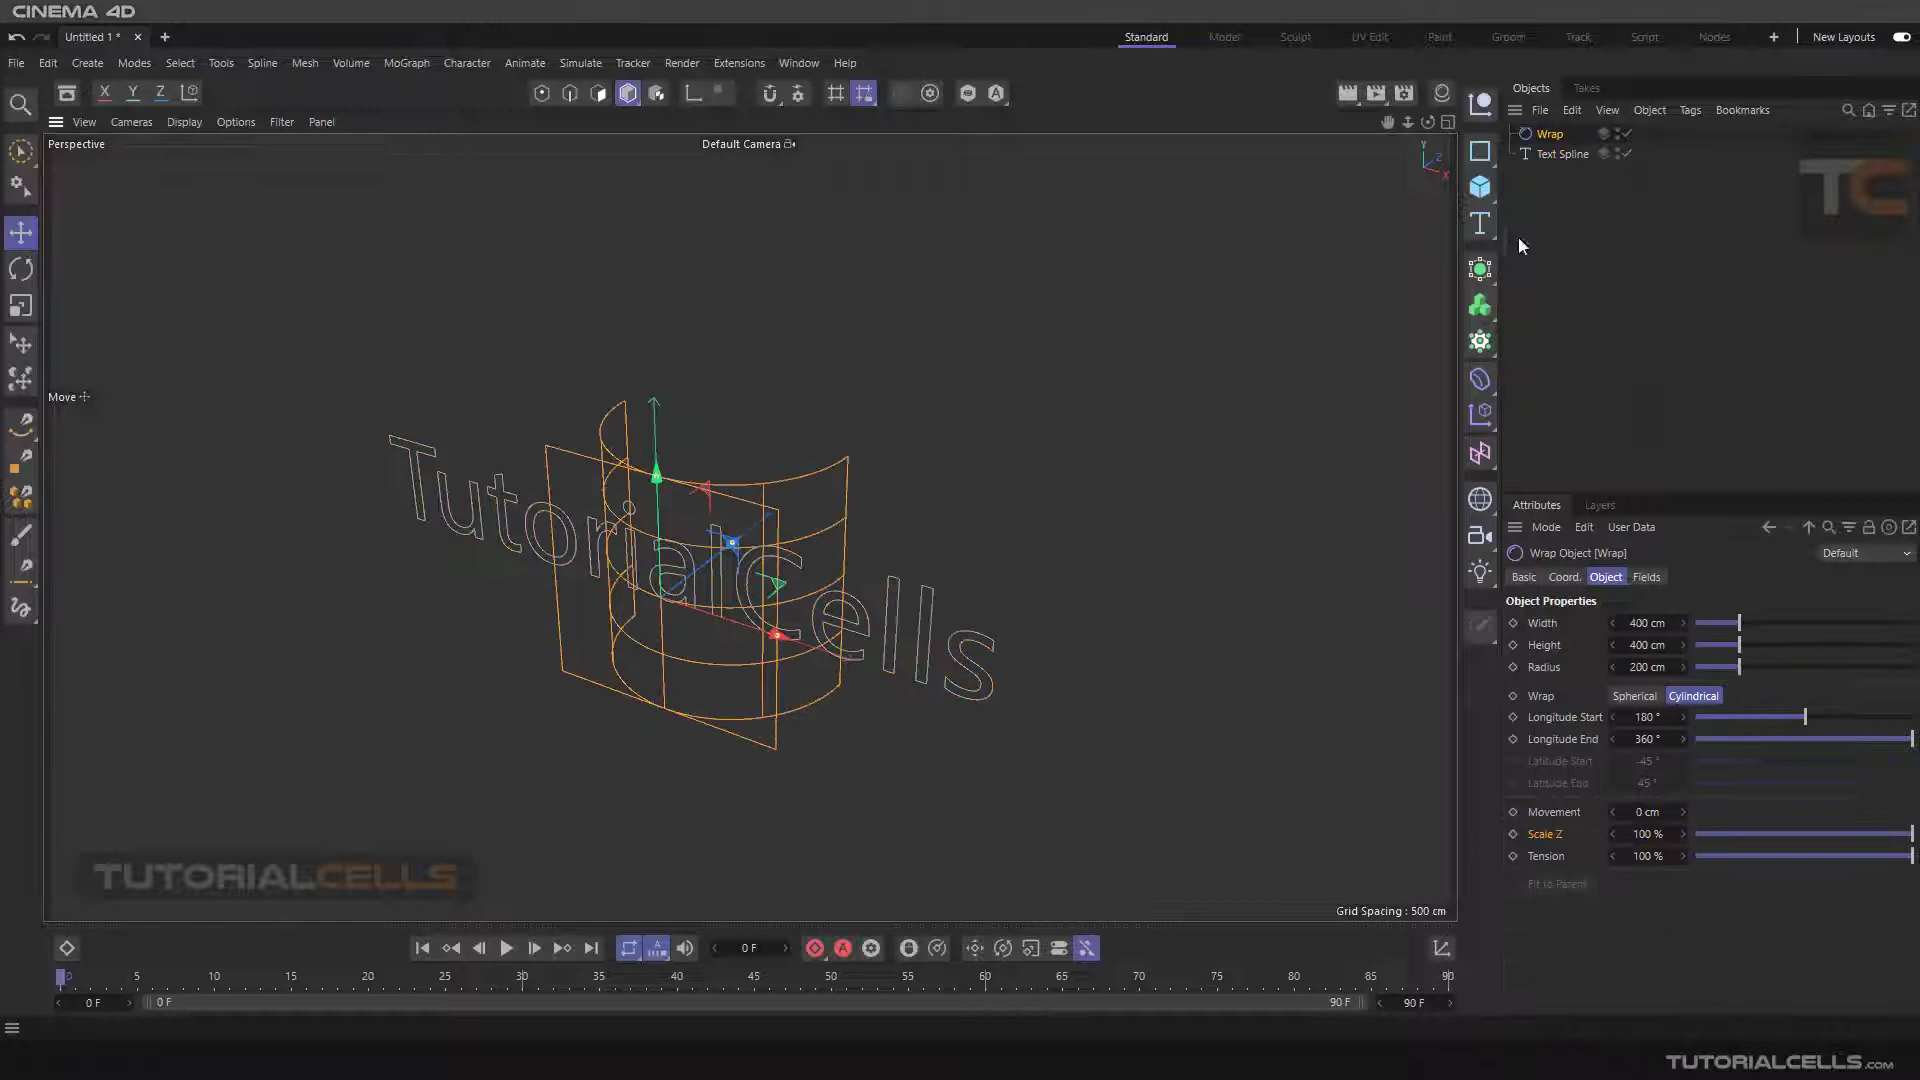 CINEMA 4D
Untitled 1 *
Standard Model Sculpt UV Edit Paint Groom Track Script Nodes New Layouts
File Edit Create Modes Select Tools Spline Mesh Volume MoGraph Character Animate Simulate Tracker Render Extensions Window Help
X Y Z
Objects Takes
File Edit View Object Tags Bookmarks
View Cameras Display Options Filter Panel
Wrap
Text Spline
Perspective
Default Camera
Y
Z
X
TC
Move
TutorialCells
Attributes Layers
Mode Edit User Data
Wrap Object [Wrap]
Default
Basic Coord. Object Fields
Object Properties
Width 400 cm
Height 400 cm
Radius 200 cm
Wrap Spherical Cylindrical
Longitude Start 180 °
Longitude End 360 °
Latitude Start -45 °
Latitude End 45 °
Movement 0 cm
Scale Z 100 %
Tension 100 %
Fit to Parent
TUTORIALCELLS
Grid Spacing : 500 cm
0 F
0 5 10 15 20 25 30 35 40 45 50 55 60 65 70 75 80 85 90
0 F 0 F 90 F 90 F
TUTORIALCELLS.COM